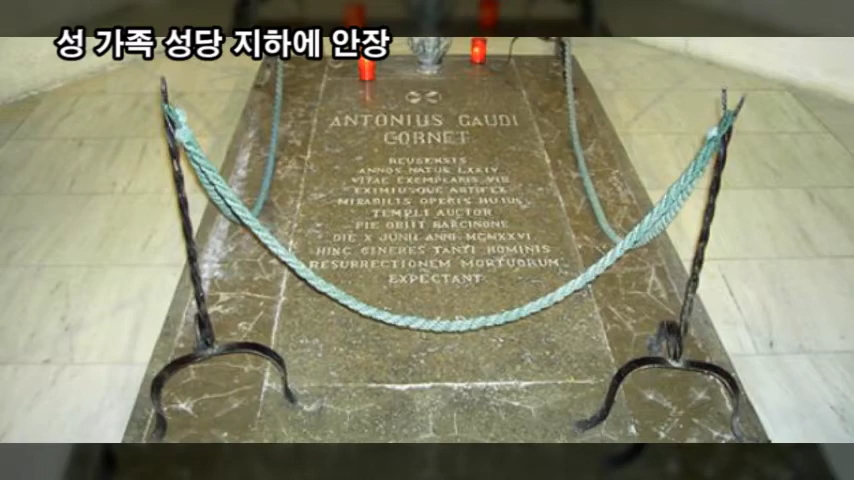 성 가족 성당 지하에 안장
ANTONIUS GAUDI
CORNET
REUSENSIS
ANNOS NATUS LXXIV
VITAE EXEMPLARIS VIR
EXIMIUSQUE ARTIFEX
MIRABILIS OPERIS HUIUS
TEMPLI AUCTOR
PIE OBIIT BARCINONE
DIE X JUNII ANNO MCMXXVI
HINC CINERES TANTI HOMINIS
RESURRECTIONEM MORTUORUM
EXPECTANT